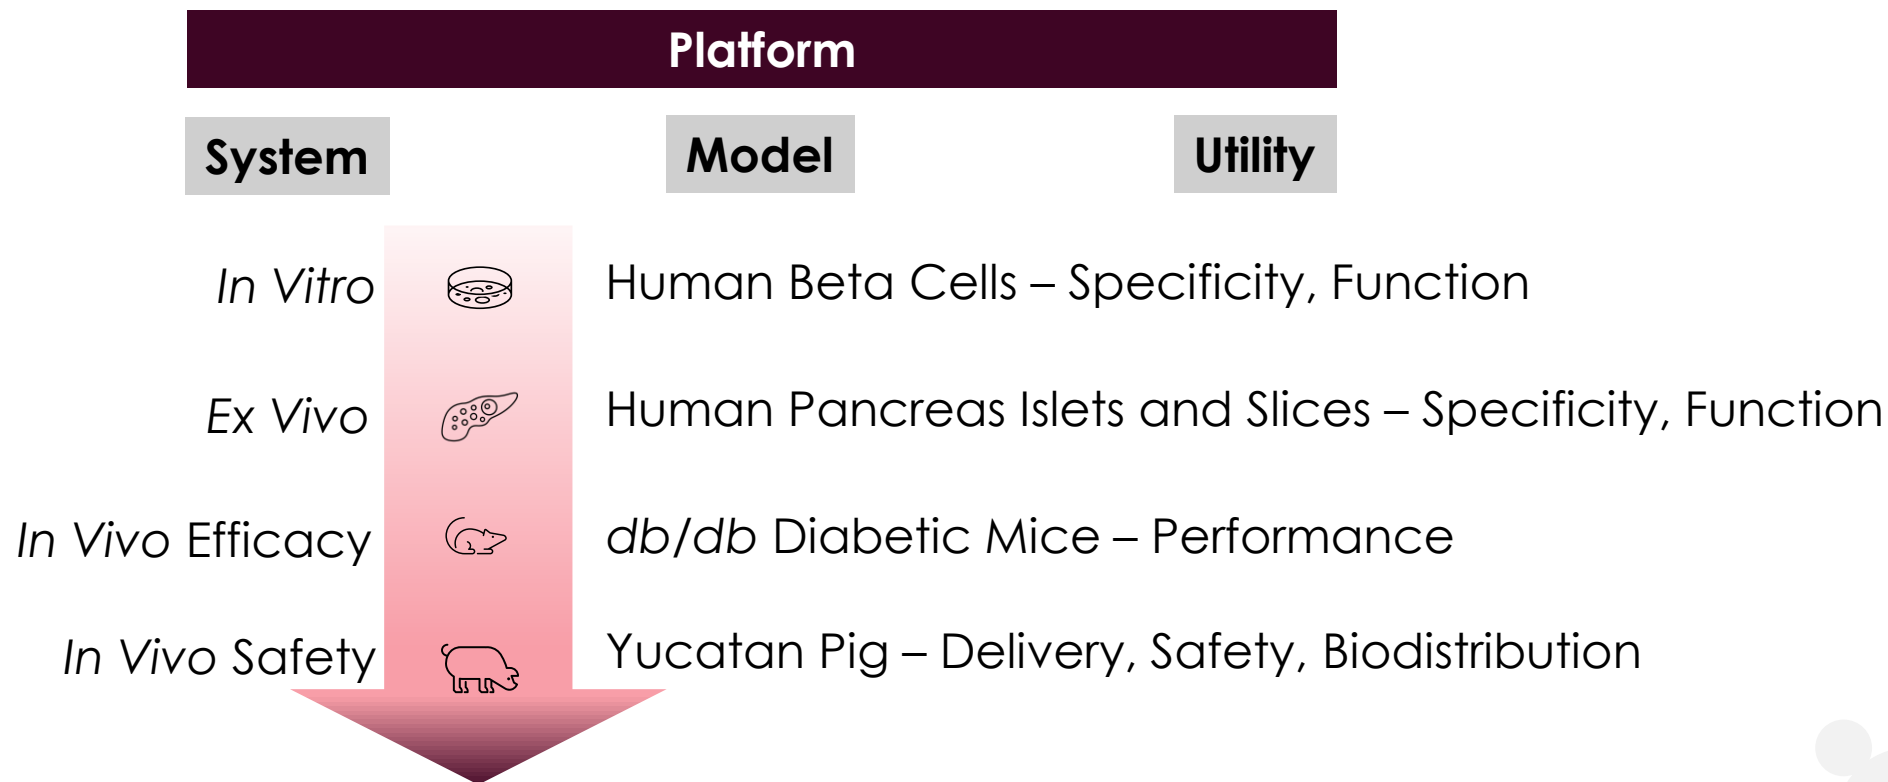 Platform
System Model Utility
In Vitro Human Beta Cells – Specificity, Function
Ex Vivo Human Pancreas Islets and Slices – Specificity, Function
In Vivo Efficacy db/db Diabetic Mice – Performance
In Vivo Safety Yucatan Pig – Delivery, Safety, Biodistribution